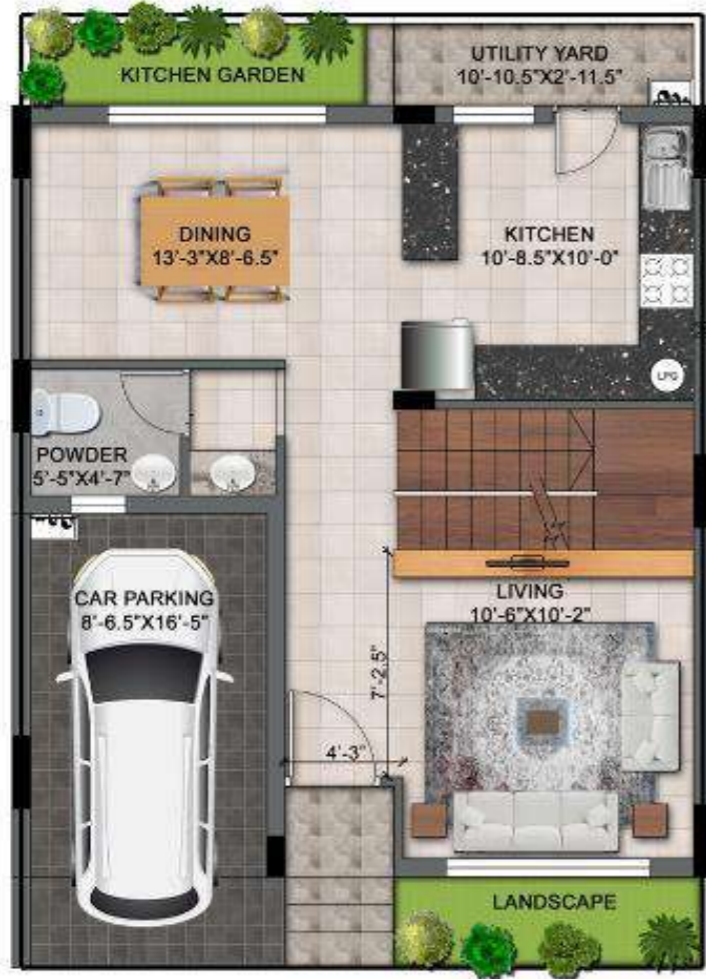 KITCHEN GARDEN
UTILITY YARD
10'-10.5"X2'-11.5"
DINING
13'-3"X8'-6.5"
KITCHEN
10'-8.5"X10'-0"
LPG
POWDER
5'-5"X4'-7"
CAR PARKING
8'-6.5"X16'-5"
LIVING
10'-6"X10'-2"
7'-2.5"
4'-3"
LANDSCAPE